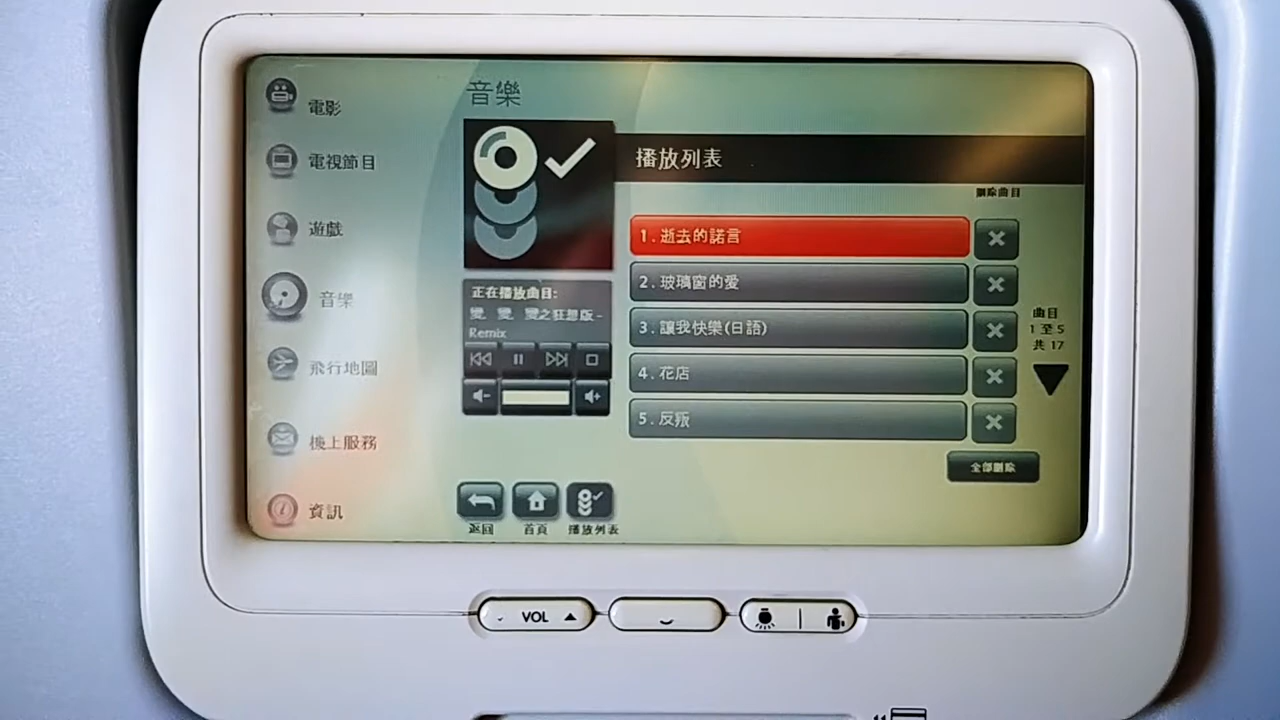 電影
電視節目
遊戲
音樂
飛行地圖
機上服務
資訊
音樂
播放列表
刪除曲目
1. 逝去的諾言
2. 玻璃窗的愛
3. 讓我快樂(日語)
4. 花店
5. 反叛
曲目
1 至 5
共 17
全部刪除
正在播放曲目:
變、變、變之狂想版 -
Remix
返回
首頁
播放列表
VOL